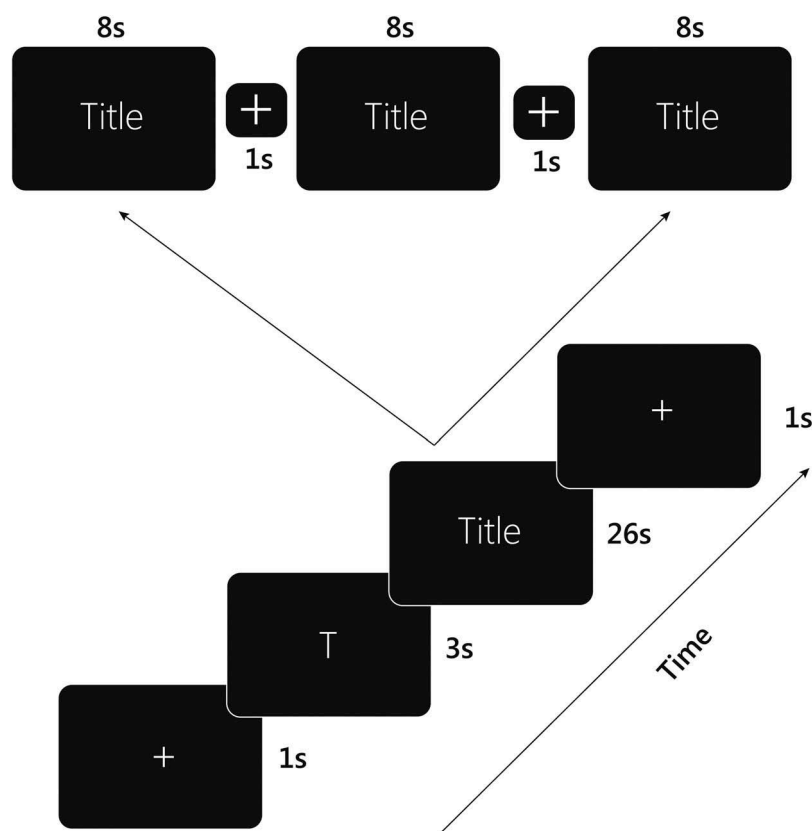 8s 8s 8s
Title + Title + Title
1s 1s
+
1s
Title
26s
T
3s
Time
+
1s